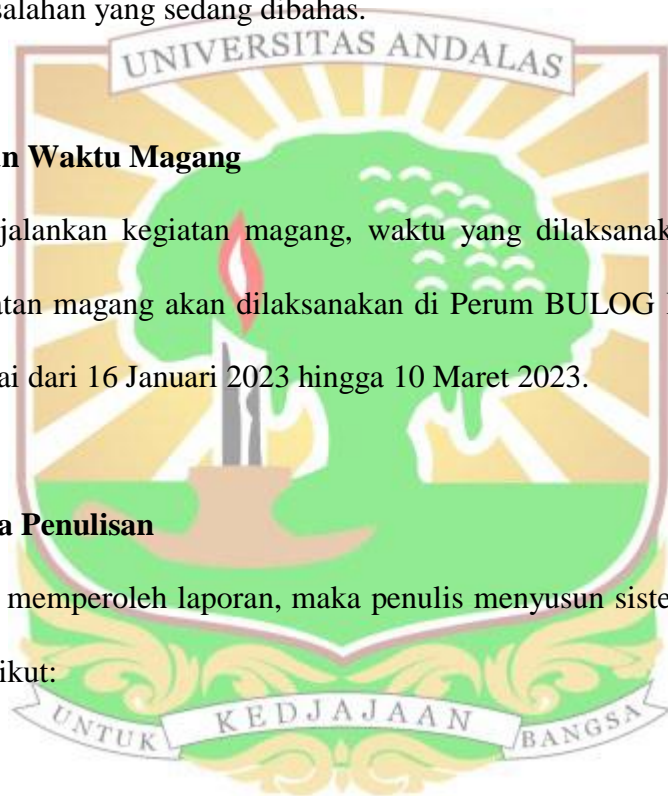 salahan yang sedang dibahas.
UNIVERSITAS ANDALAS
n Waktu Magang
jalankan kegiatan magang, waktu yang dilaksanak
atan magang akan dilaksanakan di Perum BULOG
ai dari 16 Januari 2023 hingga 10 Maret 2023.
a Penulisan
memperoleh laporan, maka penulis menyusun siste
ikut:
UNTUK KEDJAJAAN BANGSA